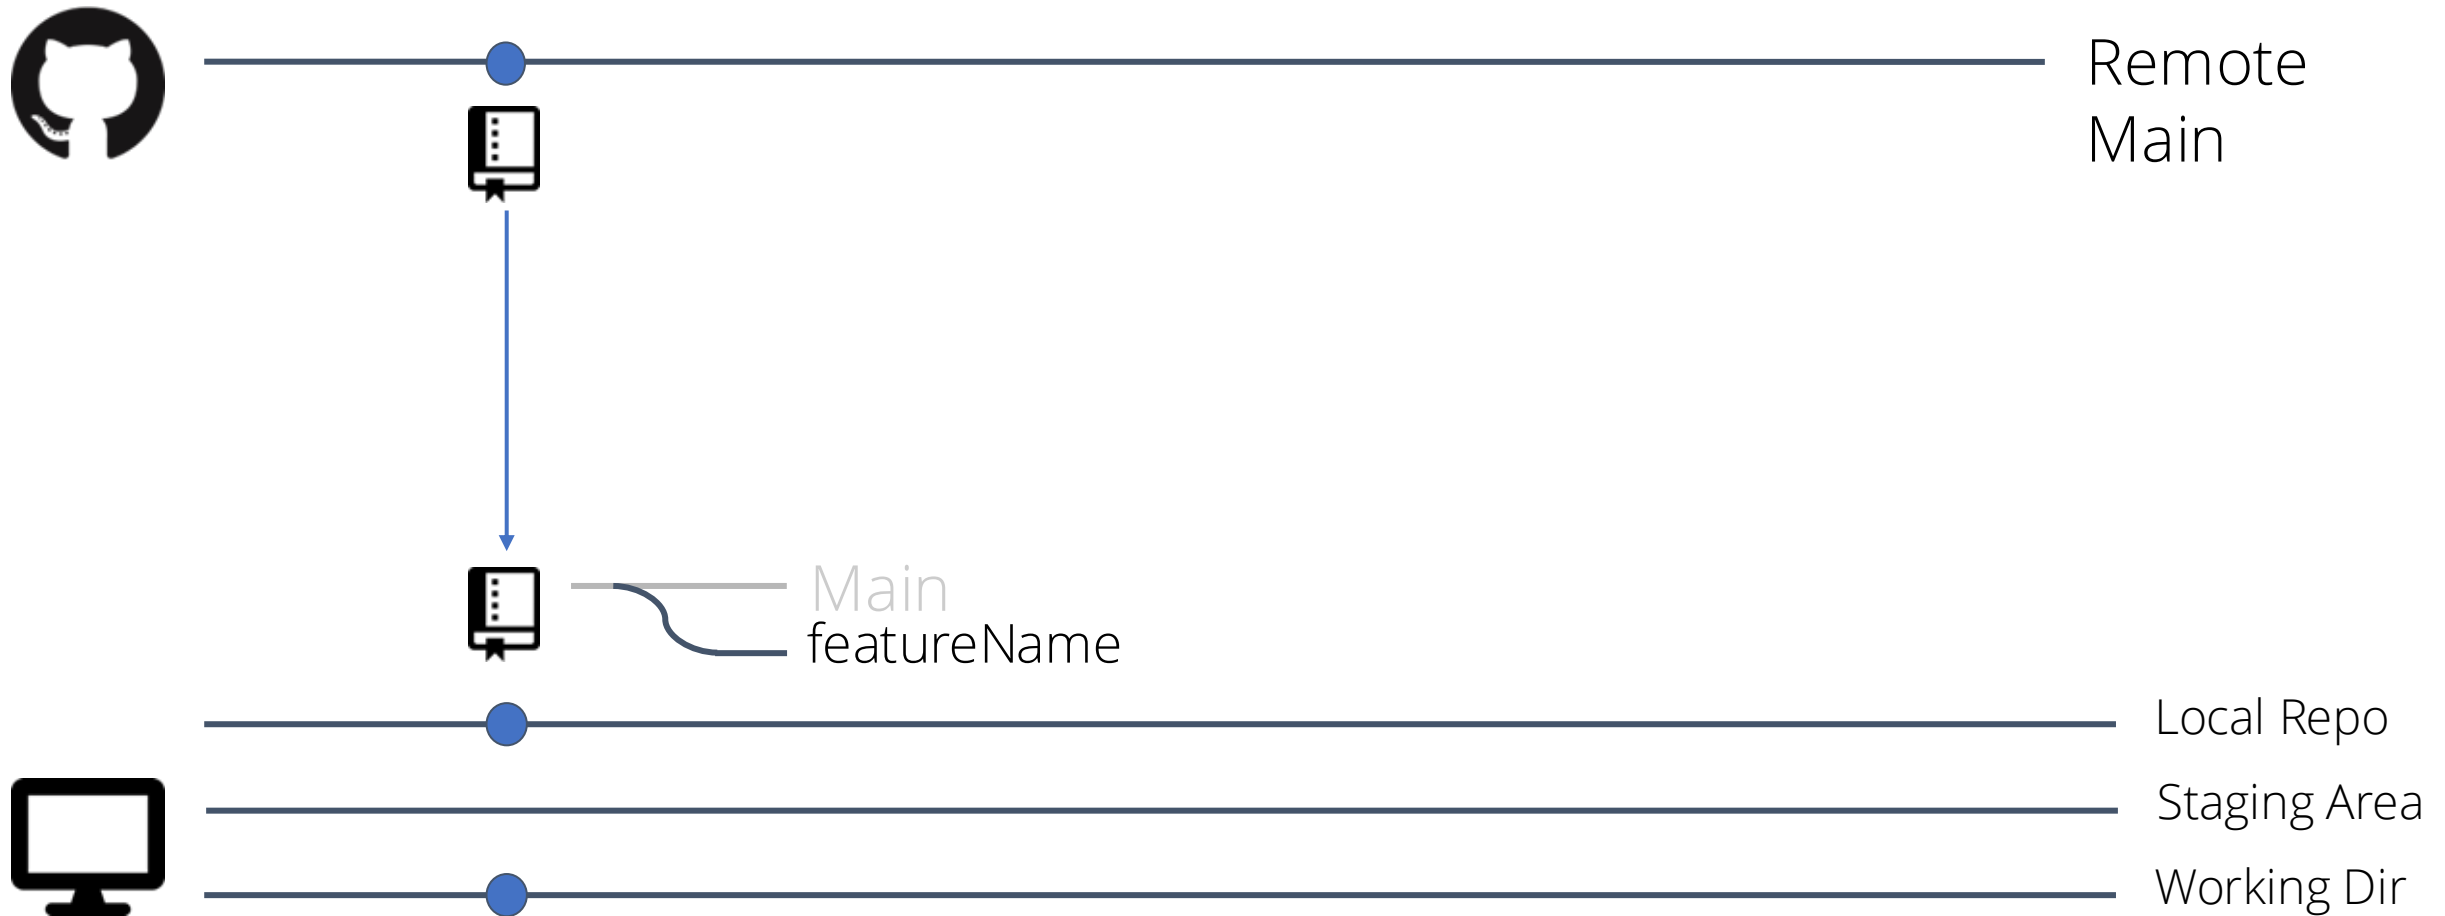 Remote
Main
Main
featureName
Local Repo
Staging Area
Working Dir